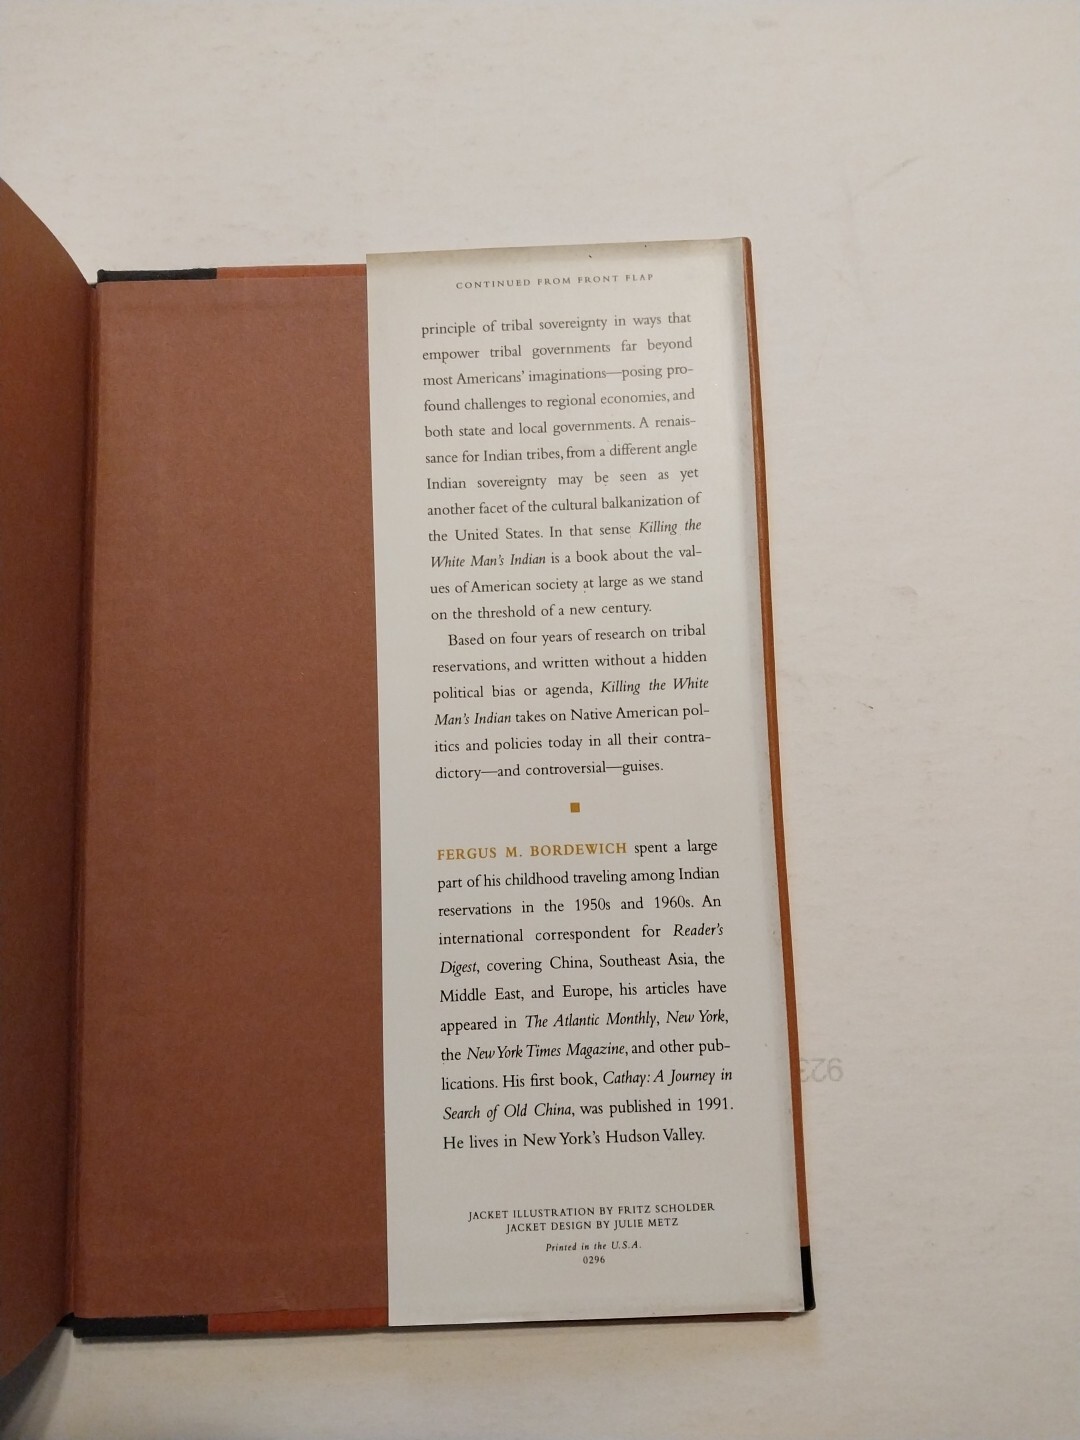 CONTINUED FROM FRONT FLAP
principle of tribal sovereignty in ways that
empower tribal governments far beyond
most Americans' imaginations—posing pro-
found challenges to regional economies, and
both state and local governments. A renais-
sance for Indian tribes, from a different angle
Indian sovereignty may be seen as yet
another facet of the cultural balkanization of
the United States. In that sense Killing the
White Man's Indian is a book about the val-
ues of American society at large as we stand
on the threshold of a new century.
Based on four years of research on tribal
reservations, and written without a hidden
political bias or agenda, Killing the White
Man's Indian takes on Native American pol-
itics and policies today in all their contra-
dictory—and controversial—guises.
FERGUS M. BORDEWICH spent a large
part of his childhood traveling among Indian
reservations in the 1950s and 1960s. An
international correspondent for Reader's
Digest, covering China, Southeast Asia, the
Middle East, and Europe, his articles have
appeared in The Atlantic Monthly, New York,
the New York Times Magazine, and other pub-
lications. His first book, Cathay: A Journey in
Search of Old China, was published in 1991.
He lives in New York's Hudson Valley.
JACKET ILLUSTRATION BY FRITZ SCHOLDER
JACKET DESIGN BY JULIE METZ
Printed in the U.S.A.
0296